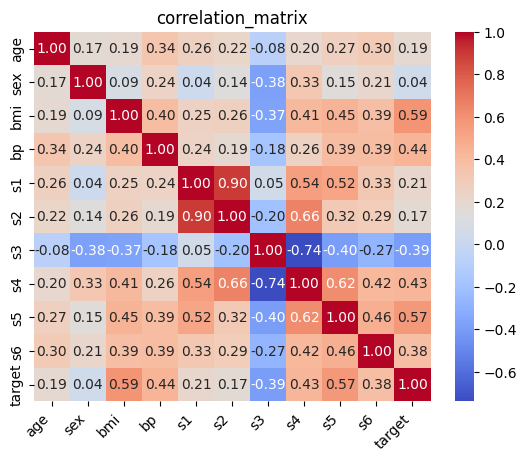 correlation_matrix
age 1.00 0.17 0.19 0.34 0.26 0.22 -0.08 0.20 0.27 0.30 0.19
sex 0.17 1.00 0.09 0.24 0.04 0.14 -0.38 0.33 0.15 0.21 0.04
bmi 0.19 0.09 1.00 0.40 0.25 0.26 -0.37 0.41 0.45 0.39 0.59
bp 0.34 0.24 0.40 1.00 0.24 0.19 -0.18 0.26 0.39 0.39 0.44
s1 0.26 0.04 0.25 0.24 1.00 0.90 0.05 0.54 0.52 0.33 0.21
s2 0.22 0.14 0.26 0.19 0.90 1.00 -0.20 0.66 0.32 0.29 0.17
s3 -0.08 -0.38 -0.37 -0.18 0.05 -0.20 1.00 -0.74 -0.40 -0.27 -0.39
s4 0.20 0.33 0.41 0.26 0.54 0.66 -0.74 1.00 0.62 0.42 0.43
s5 0.27 0.15 0.45 0.39 0.52 0.32 -0.40 0.62 1.00 0.46 0.57
s6 0.30 0.21 0.39 0.39 0.33 0.29 -0.27 0.42 0.46 1.00 0.38
target 0.19 0.04 0.59 0.44 0.21 0.17 -0.39 0.43 0.57 0.38 1.00
age sex bmi bp s1 s2 s3 s4 s5 s6 target
1.0
0.8
0.6
0.4
0.2
0.0
−0.2
−0.4
−0.6